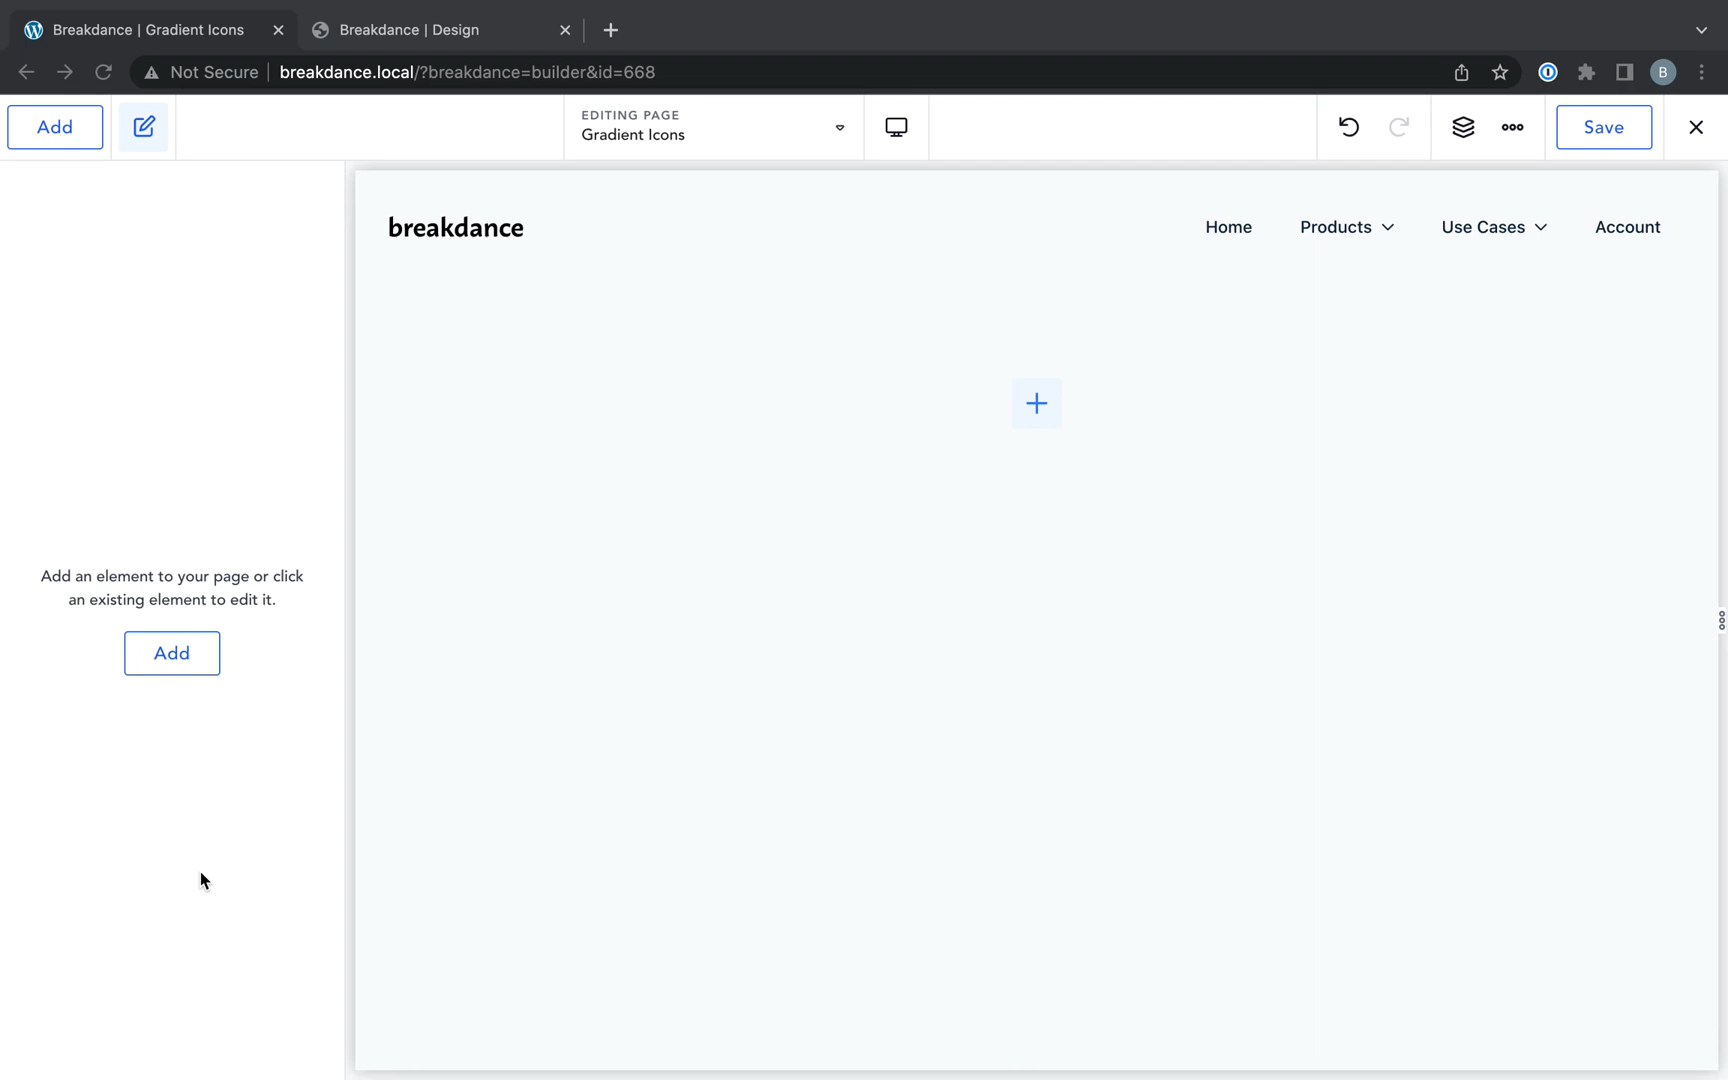 Breakdance | Gradient Icons
Breakdance | Design
Not Secure | breakdance.local/?breakdance=builder&id=668
B
Add
EDITING PAGE
Gradient Icons
Save
breakdance
Home
Products
Use Cases
Account
Add an element to your page or click
an existing element to edit it.
Add